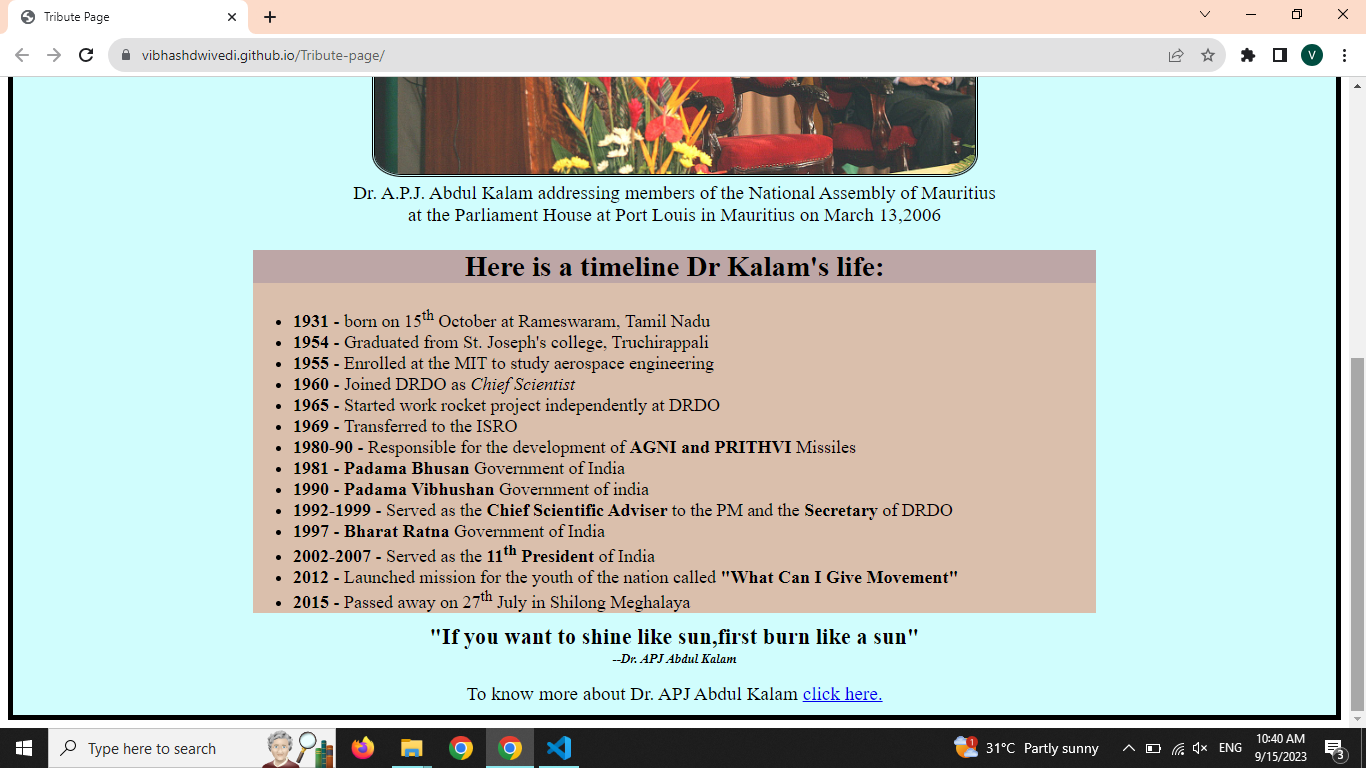 Tribute Page
vibhashdwivedi.github.io/Tribute-page/
V
Dr. A.P.J. Abdul Kalam addressing members of the National Assembly of Mauritius
at the Parliament House at Port Louis in Mauritius on March 13,2006
Here is a timeline Dr Kalam's life:
1931 - born on 15th October at Rameswaram, Tamil Nadu
1954 - Graduated from St. Joseph's college, Truchirappali
1955 - Enrolled at the MIT to study aerospace engineering
1960 - Joined DRDO as Chief Scientist
1965 - Started work rocket project independently at DRDO
1969 - Transferred to the ISRO
1980-90 - Responsible for the development of AGNI and PRITHVI Missiles
1981 - Padama Bhusan Government of India
1990 - Padama Vibhushan Government of india
1992-1999 - Served as the Chief Scientific Adviser to the PM and the Secretary of DRDO
1997 - Bharat Ratna Government of India
2002-2007 - Served as the 11th President of India
2012 - Launched mission for the youth of the nation called "What Can I Give Movement"
2015 - Passed away on 27th July in Shilong Meghalaya
"If you want to shine like sun,first burn like a sun"
--Dr. APJ Abdul Kalam
To know more about Dr. APJ Abdul Kalam click here.
Type here to search
1
31°C Partly sunny
ENG
10:40 AM
9/15/2023
3